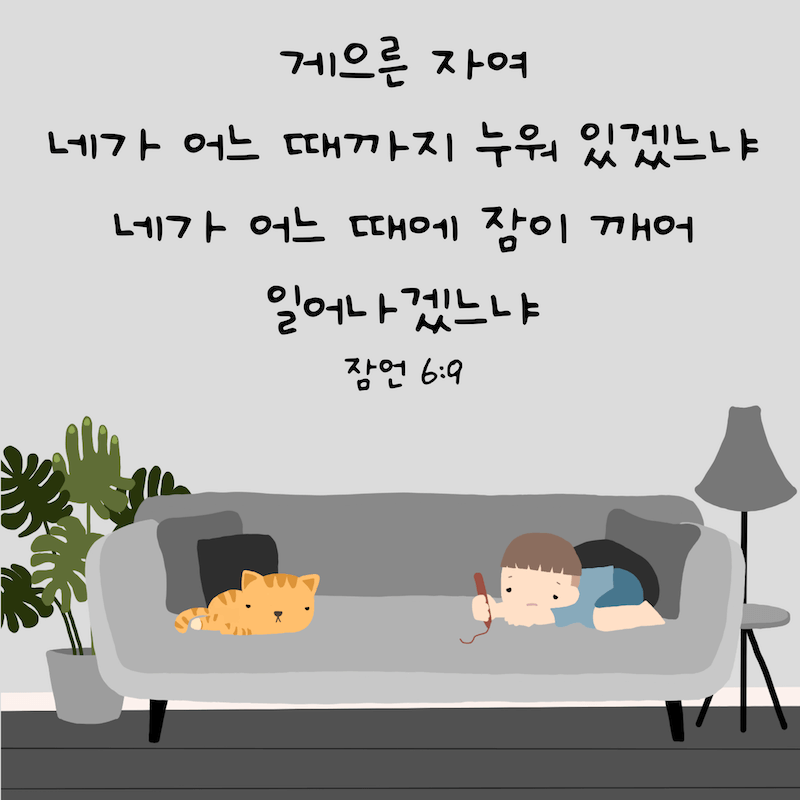 게으른 자여
네가 어느 때까지 누워 있겠느냐
네가 어느 때에 잠이 깨어
일어나겠느냐
잠언 6:9